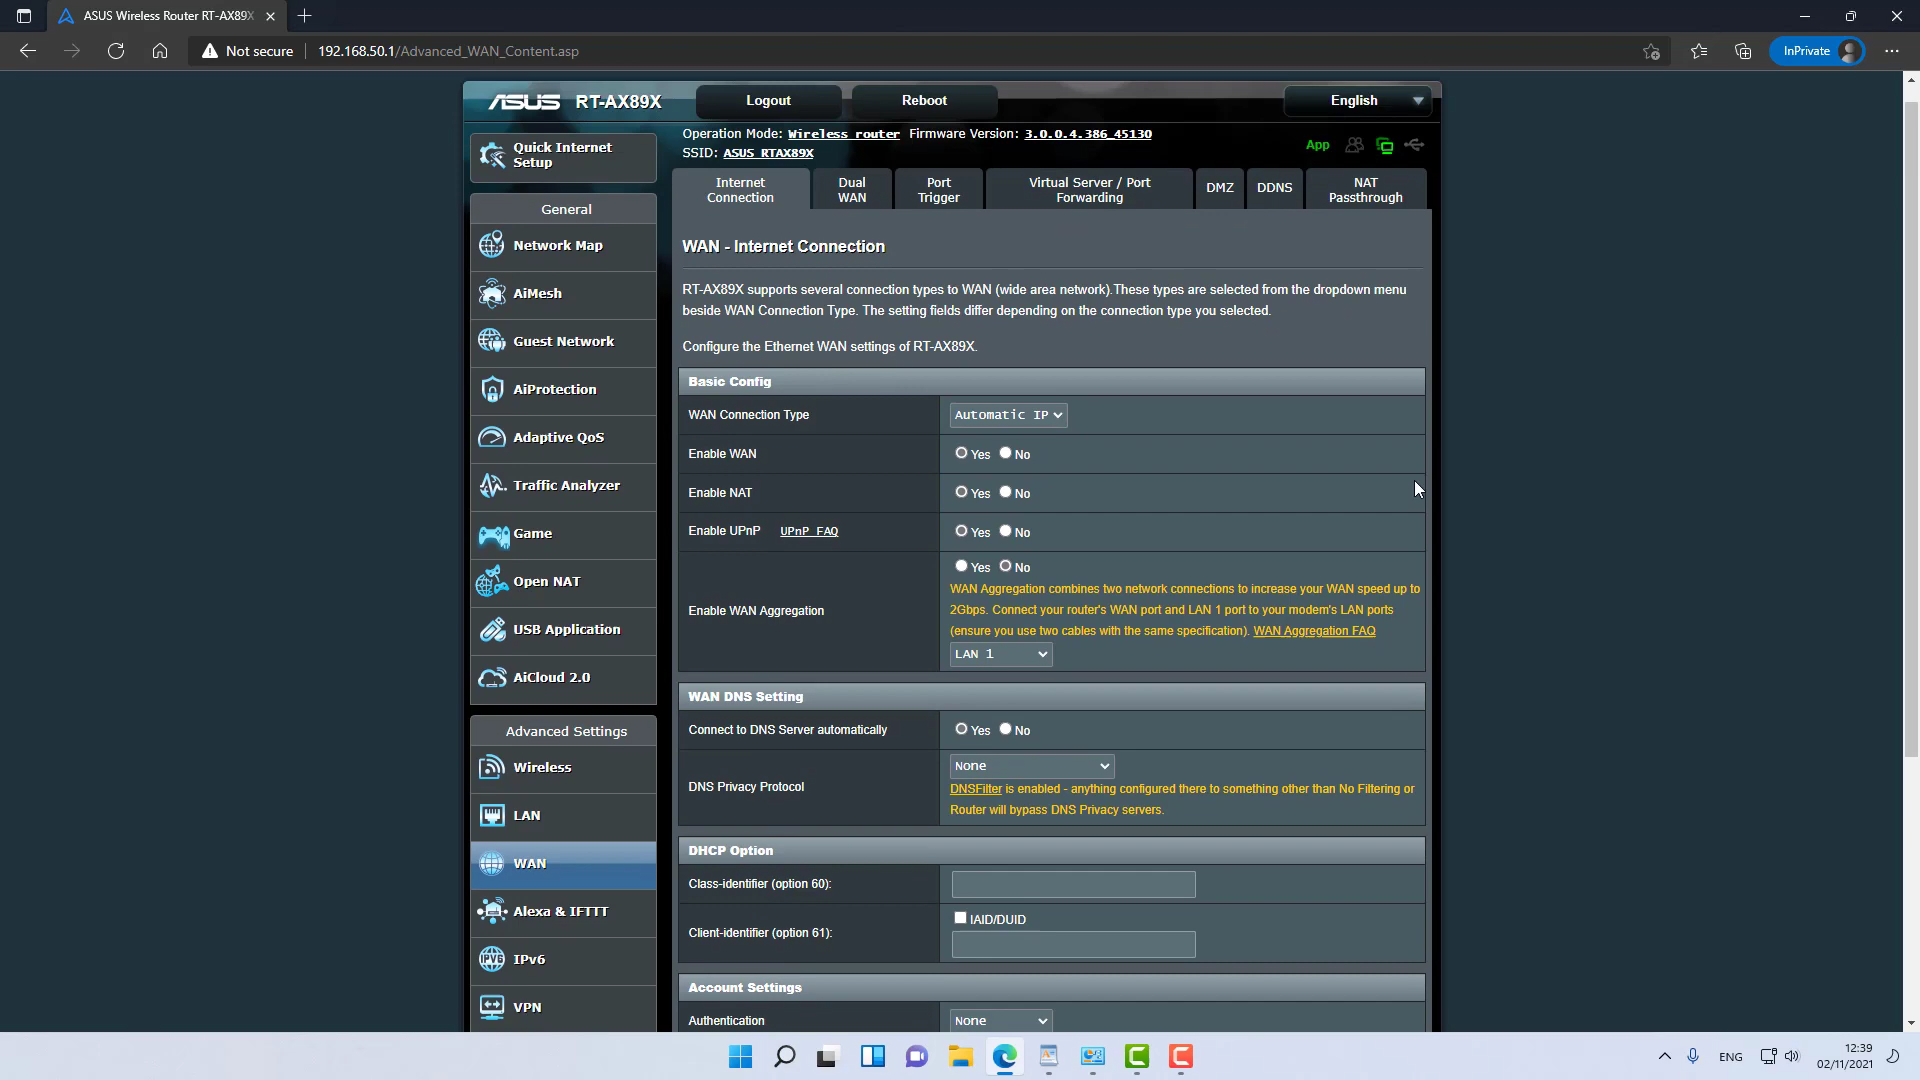 ASUS Wireless Router RT-AX89X
Not secure
192.168.50.1/Advanced_WAN_Content.asp
InPrivate
ASUS RT-AX89X
Logout
Reboot
English
Operation Mode: Wireless router Firmware Version: 3.0.0.4.386_45130
SSID: ASUS_RTAX89X
App
Quick Internet
Setup
General
Network Map
AiMesh
Guest Network
AiProtection
Adaptive QoS
Traffic Analyzer
Game
Open NAT
USB Application
AiCloud 2.0
Advanced Settings
Wireless
LAN
WAN
Alexa & IFTTT
IPv6
VPN
Internet
Connection
Dual
WAN
Port
Trigger
Virtual Server / Port
Forwarding
DMZ
DDNS
NAT
Passthrough
WAN - Internet Connection
RT-AX89X supports several connection types to WAN (wide area network).These types are selected from the dropdown menu
beside WAN Connection Type. The setting fields differ depending on the connection type you selected.
Configure the Ethernet WAN settings of RT-AX89X.
Basic Config
WAN Connection Type
Automatic IP
Enable WAN
Yes No
Enable NAT
Yes No
Enable UPnP UPnP FAQ
Yes No
Enable WAN Aggregation
Yes No
WAN Aggregation combines two network connections to increase your WAN speed up to
2Gbps. Connect your router's WAN port and LAN 1 port to your modem's LAN ports
(ensure you use two cables with the same specification). WAN Aggregation FAQ
LAN 1
WAN DNS Setting
Connect to DNS Server automatically
Yes No
DNS Privacy Protocol
None
DNSFilter is enabled - anything configured there to something other than No Filtering or
Router will bypass DNS Privacy servers.
DHCP Option
Class-identifier (option 60):
Client-identifier (option 61):
IAID/DUID
Account Settings
Authentication
None
ENG
12:39
02/11/2021